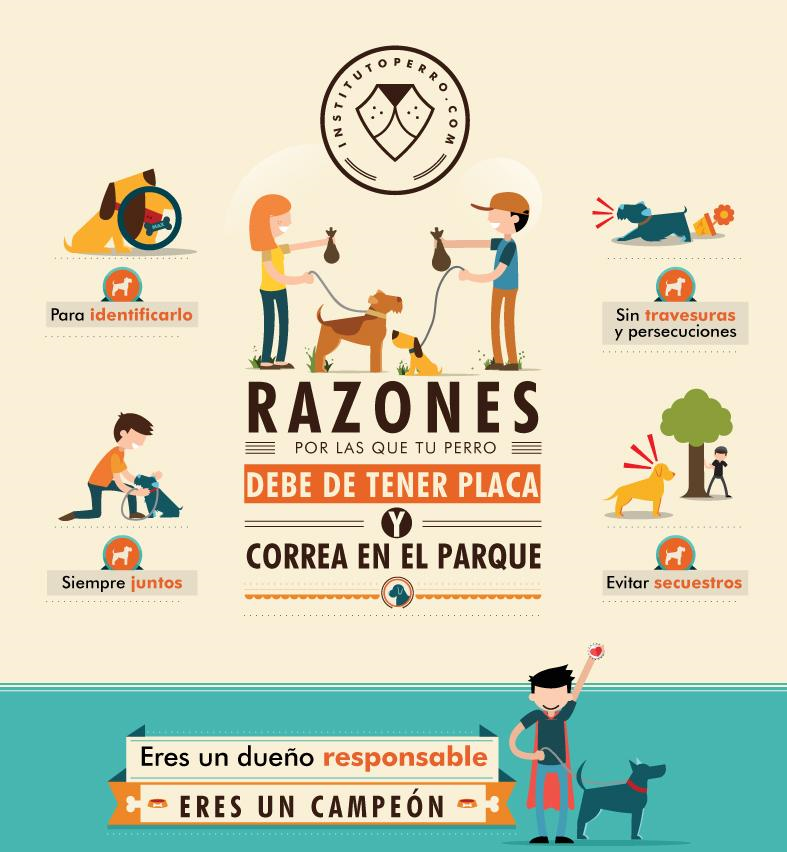 INSTITUTOPERRO.COM
MAX
Para identificarlo
Sin travesuras
y persecuciones
RAZONES
POR LAS QUE TU PERRO
DEBE DE TENER PLACA
Y
CORREA EN EL PARQUE
Siempre juntos
Evitar secuestros
Eres un dueño responsable
ERES UN CAMPEÓN